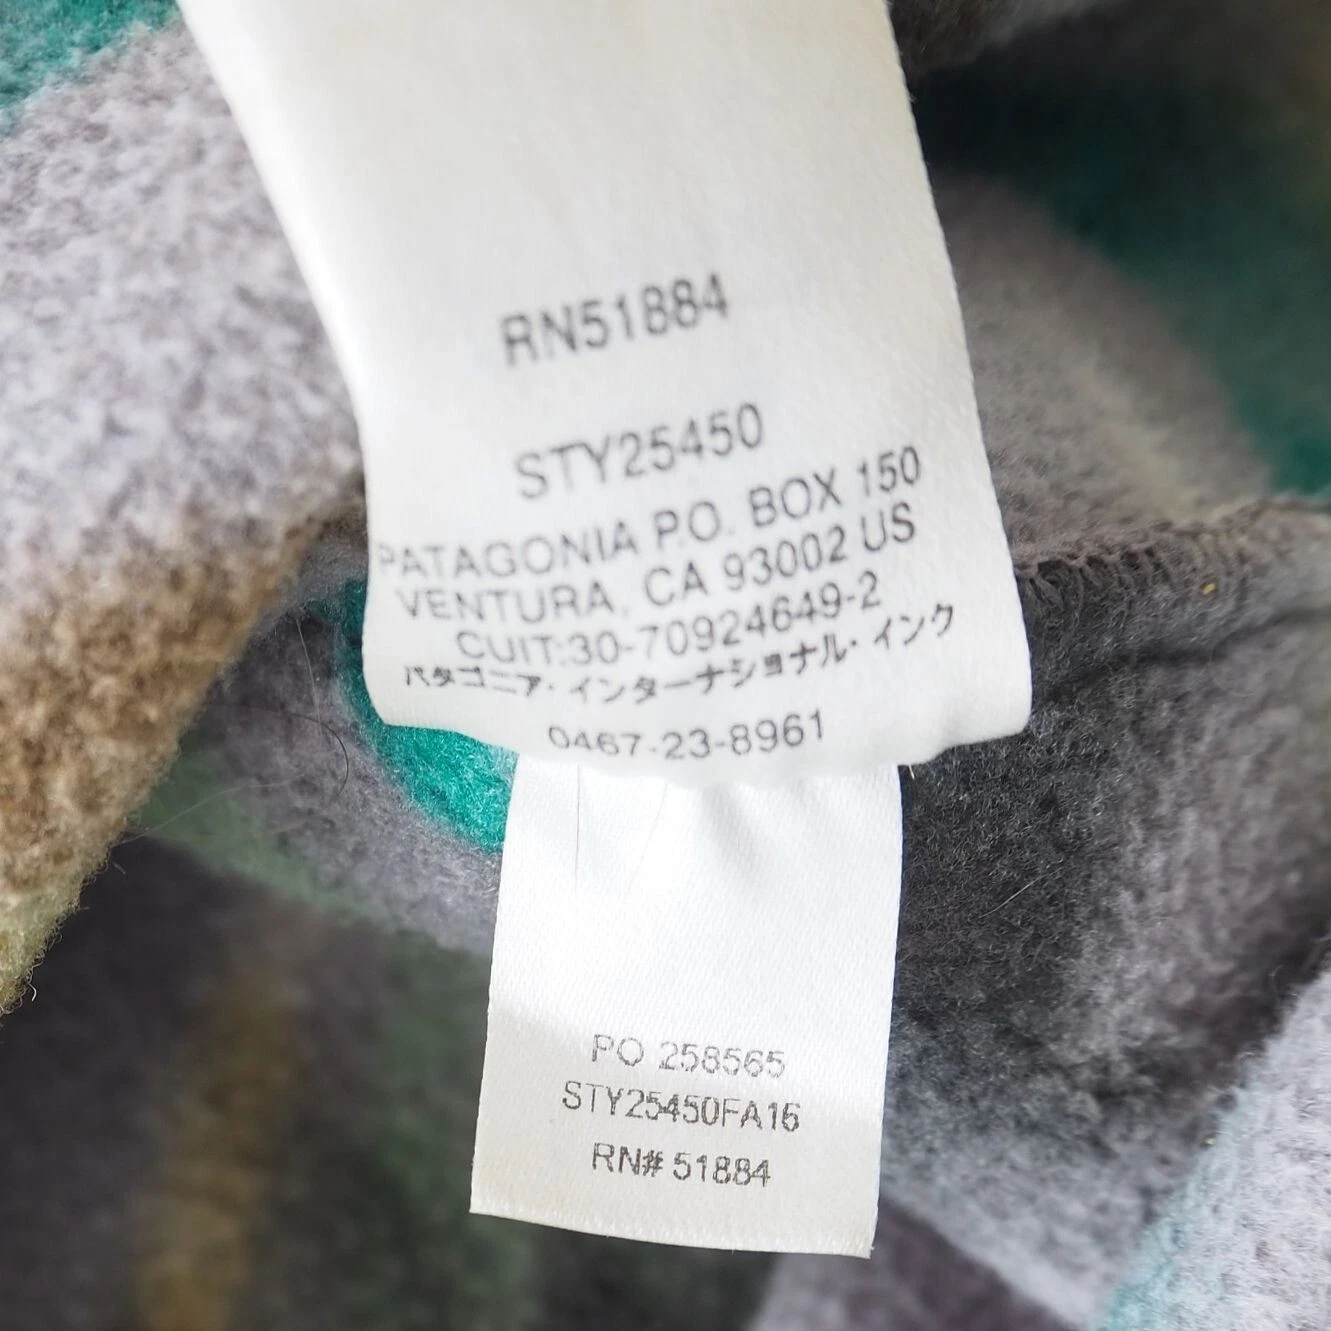 RN51884
STY25450
PATAGONIA P.O. BOX 150
VENTURA, CA 93002 US
CUIT:30-70924649-2
パタゴニア・インターナショナル・インク
0467-23-8961
PO 258565
STY25450FA16
RN# 51884